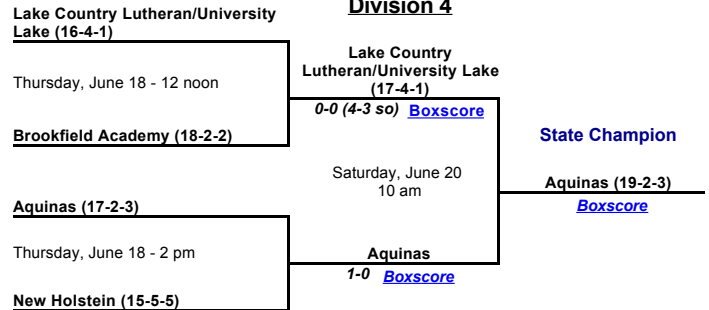 Division 4
Lake Country Lutheran/University
Lake (16-4-1)
Thursday, June 18 - 12 noon
Brookfield Academy (18-2-2)
Lake Country
Lutheran/University Lake
(17-4-1)
0-0 (4-3 so) Boxscore
Aquinas (17-2-3)
Thursday, June 18 - 2 pm
New Holstein (15-5-5)
Aquinas
1-0 Boxscore
Saturday, June 20
10 am
State Champion
Aquinas (19-2-3)
Boxscore